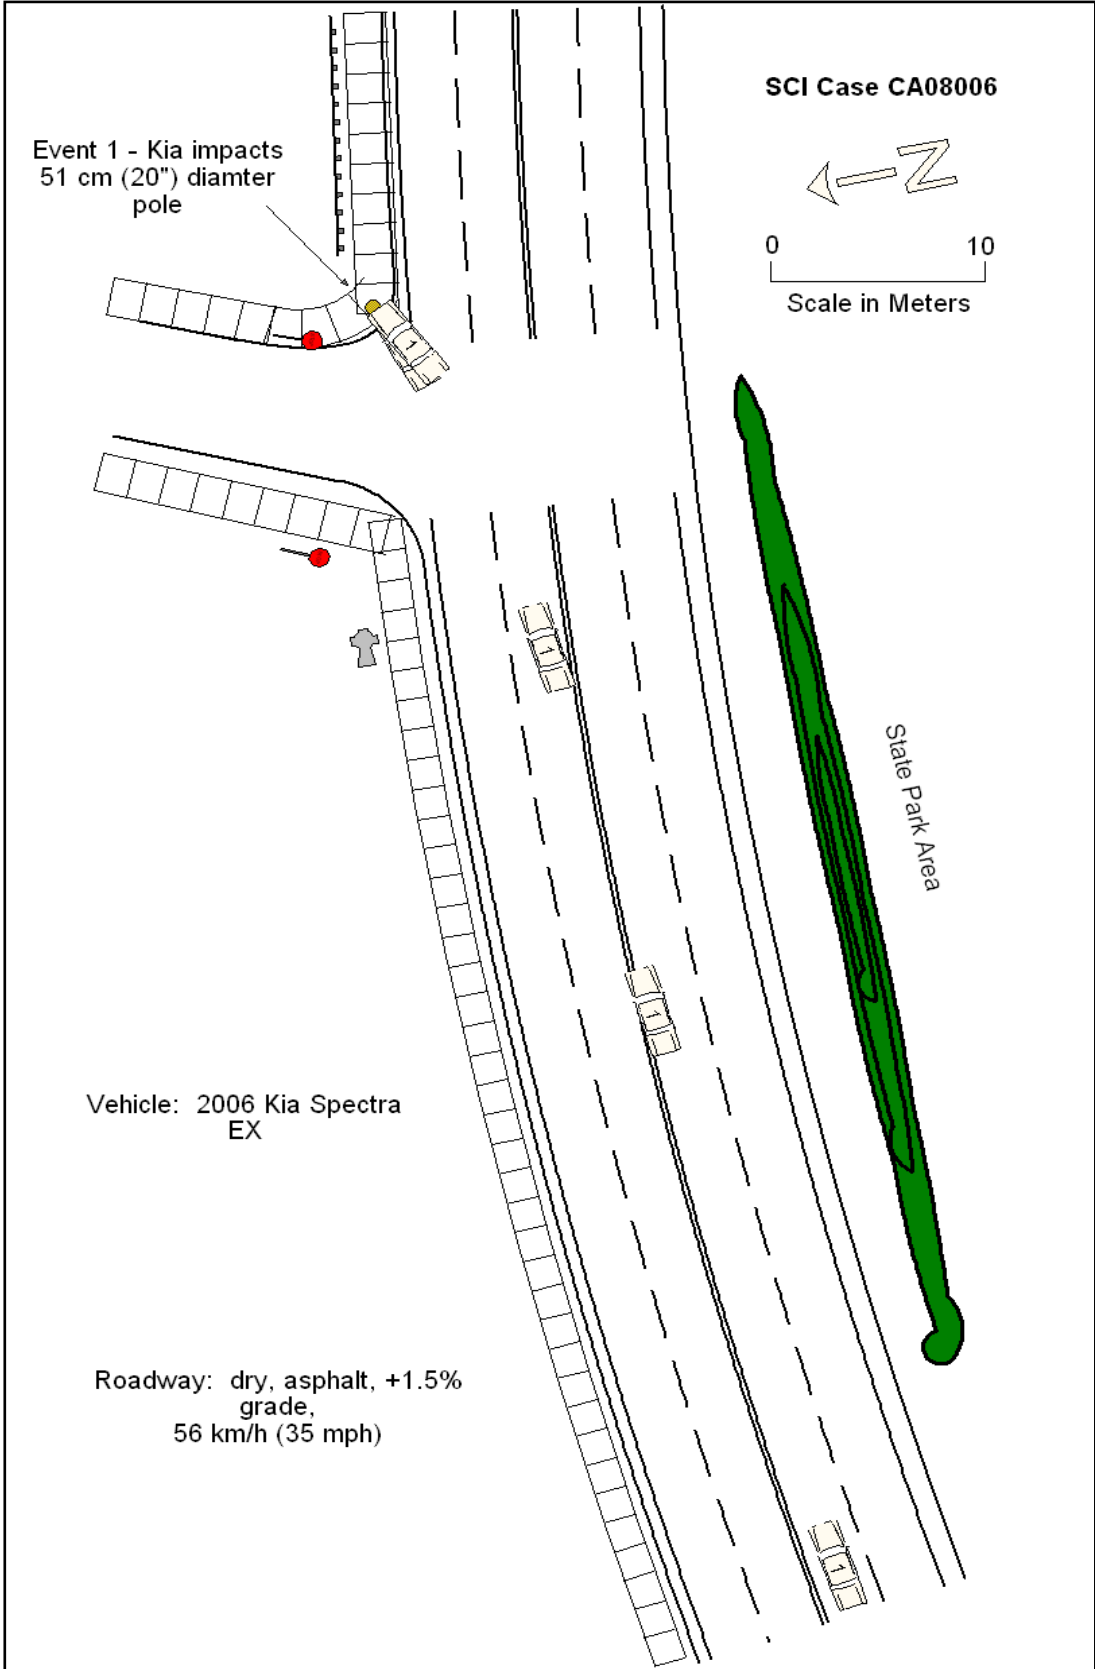 SCI Case CA08006
Event 1 - Kia impacts
51 cm (20") diamter
pole
N
0 10
Scale in Meters
1
1
State Park Area
1
Vehicle: 2006 Kia Spectra
EX
Roadway: dry, asphalt, +1.5%
grade,
56 km/h (35 mph)
1